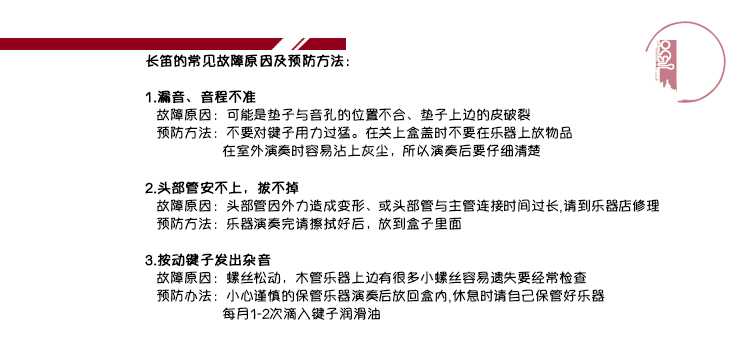 长笛的常见故障原因及预防方法：
1.漏音、音程不准
故障原因：可能是垫子与音孔的位置不合、垫子上边的皮破裂
预防方法：不要对键子用力过猛。在关上盒盖时不要在乐器上放物品
在室外演奏时容易沾上灰尘，所以演奏后要仔细清楚
2.头部管安不上，拔不掉
故障原因：头部管因外力造成变形、或头部管与主管连接时间过长,请到乐器店修理
预防方法：乐器演奏完请擦拭好后，放到盒子里面
3.按动键子发出杂音
故障原因：螺丝松动，木管乐器上边有很多小螺丝容易遗失要经常检查
预防办法：小心谨慎的保管乐器演奏后放回盒内,休息时请自己保管好乐器
每月1-2次滴入键子润滑油